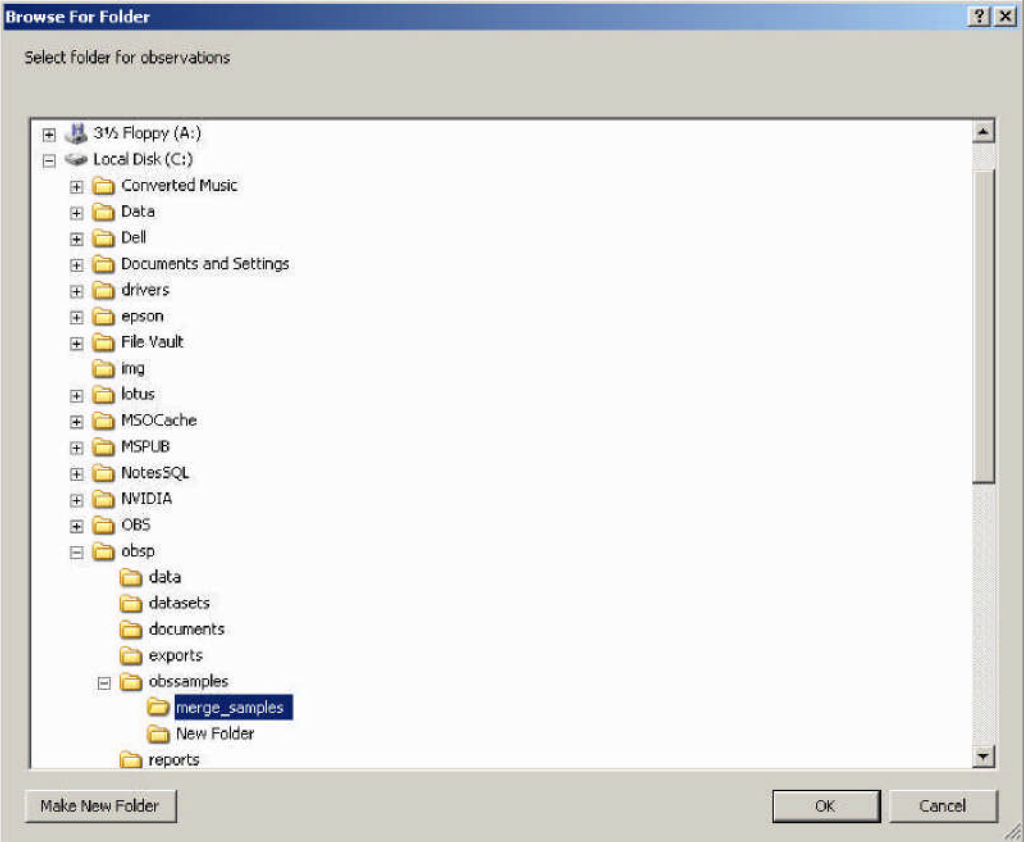 Browse For Folder
Select folder for observations
3½ Floppy (A:)
Local Disk (C:)
Converted Music
Data
Dell
Documents and Settings
drivers
epson
File Vault
img
lotus
MSOCache
MSPUB
NotesSQL
NVIDIA
OBS
obsp
data
datasets
documents
exports
obssamples
merge_samples
New Folder
reports
Make New Folder OK Cancel